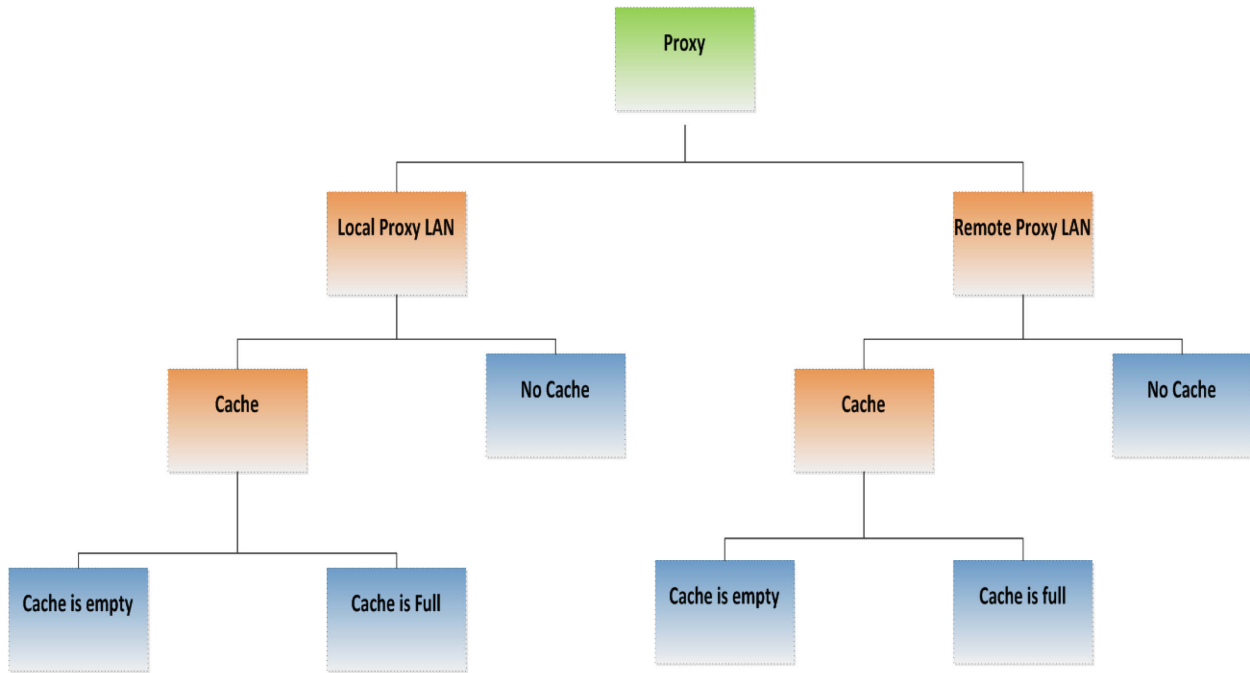 Proxy
Local Proxy LAN
Remote Proxy LAN
Cache
No Cache
Cache
No Cache
Cache is empty
Cache is Full
Cache is empty
Cache is full